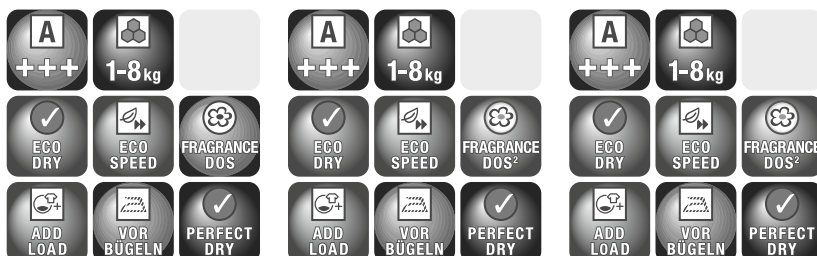 A
+++
1-8kg
A
+++
1-8kg
A
+++
1-8kg
ECO
DRY
ECO
SPEED
FRAGRANCE
DOS
ECO
DRY
ECO
SPEED
FRAGRANCE
DOS²
ECO
DRY
ECO
SPEED
FRAGRANCE
DOS²
ADD
LOAD
VOR
BÜGELN
PERFECT
DRY
ADD
LOAD
VOR
BÜGELN
PERFECT
DRY
ADD
LOAD
VOR
BÜGELN
PERFECT
DRY